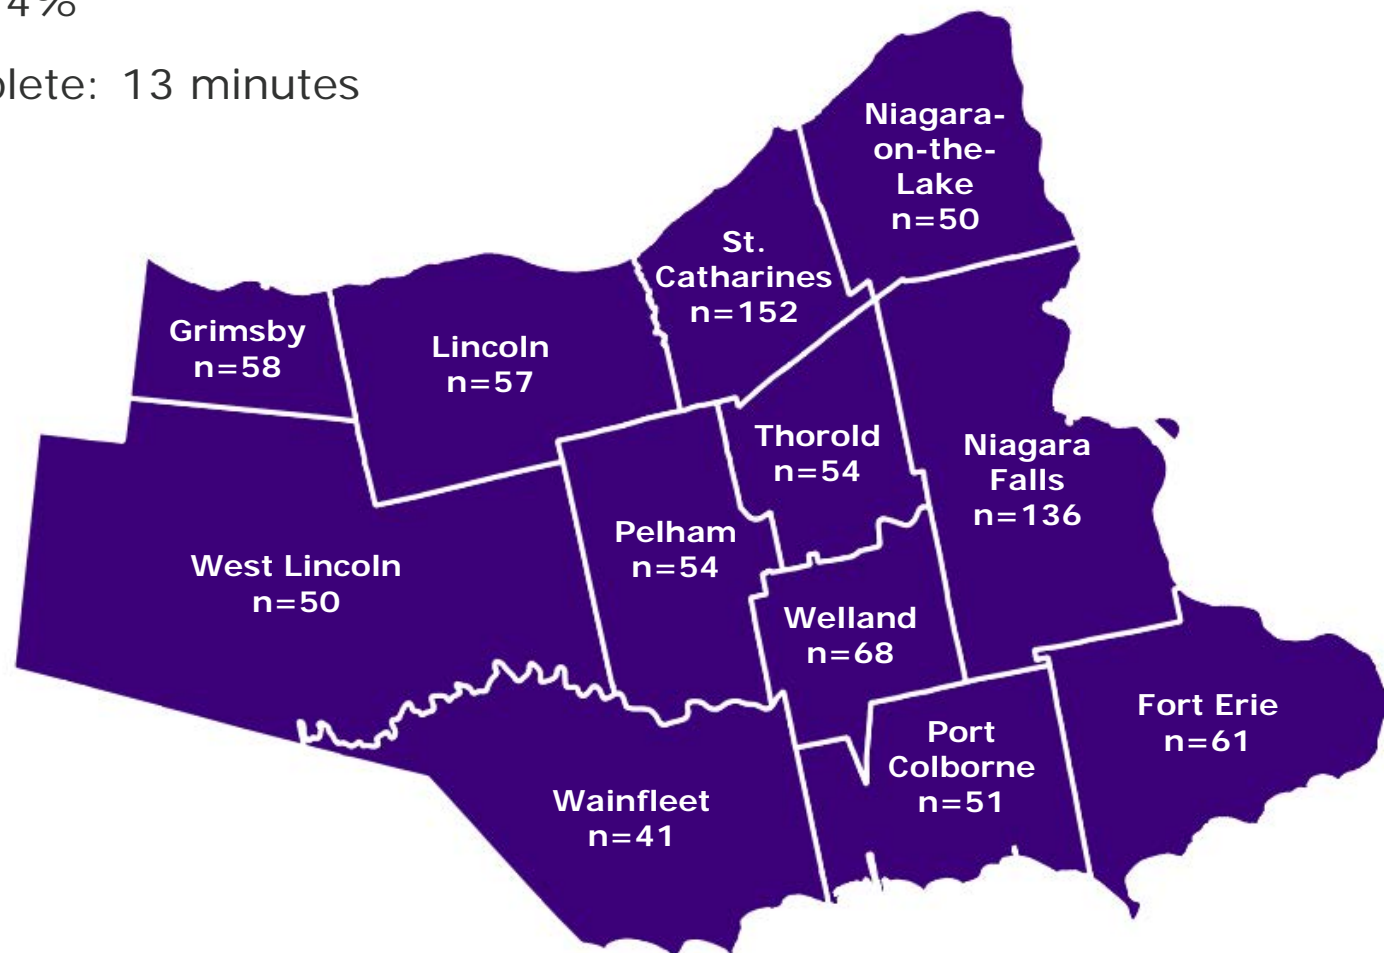 4%
plete: 13 minutes
Niagara-
on-the-
Lake
n=50
St.
Catharines
n=152
Grimsby
n=58
Lincoln
n=57
Thorold
n=54
Niagara
Falls
n=136
Pelham
n=54
West Lincoln
n=50
Welland
n=68
Fort Erie
n=61
Port
Colborne
n=51
Wainfleet
n=41